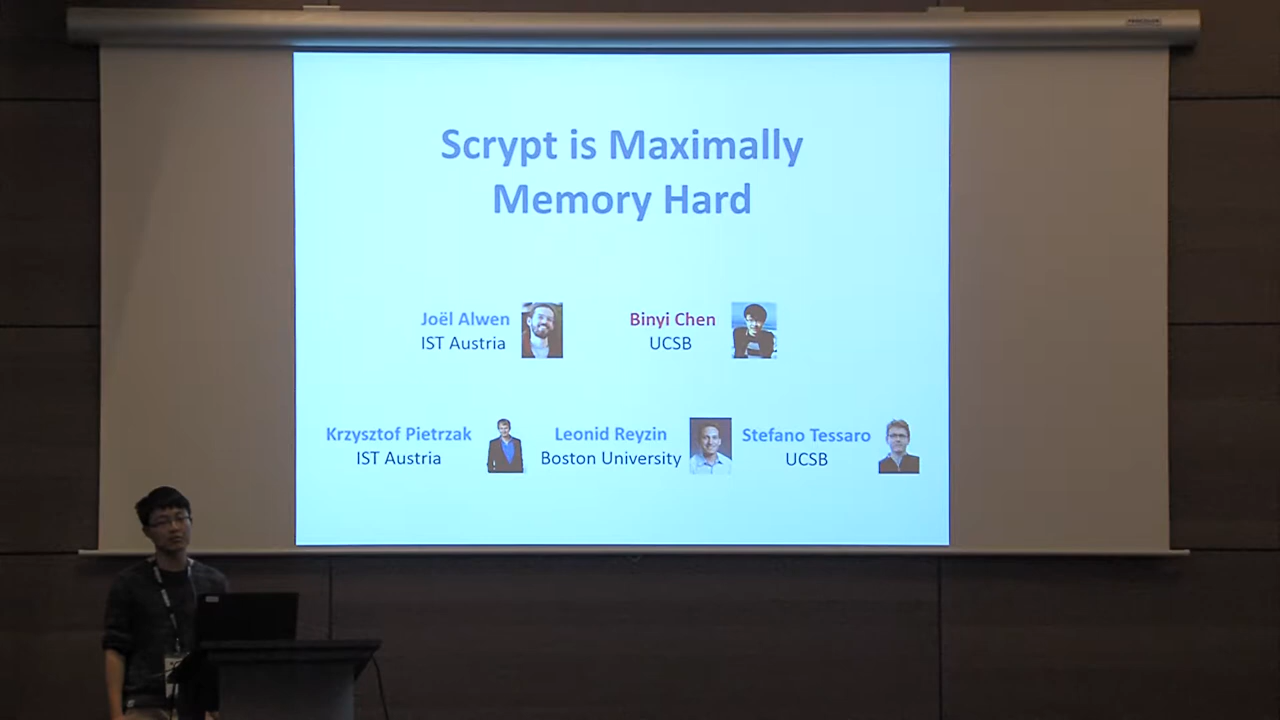 Scrypt is Maximally
Memory Hard
Joël Alwen
IST Austria
Binyi Chen
UCSB
Krzysztof Pietrzak
IST Austria
Leonid Reyzin
Boston University
Stefano Tessaro
UCSB